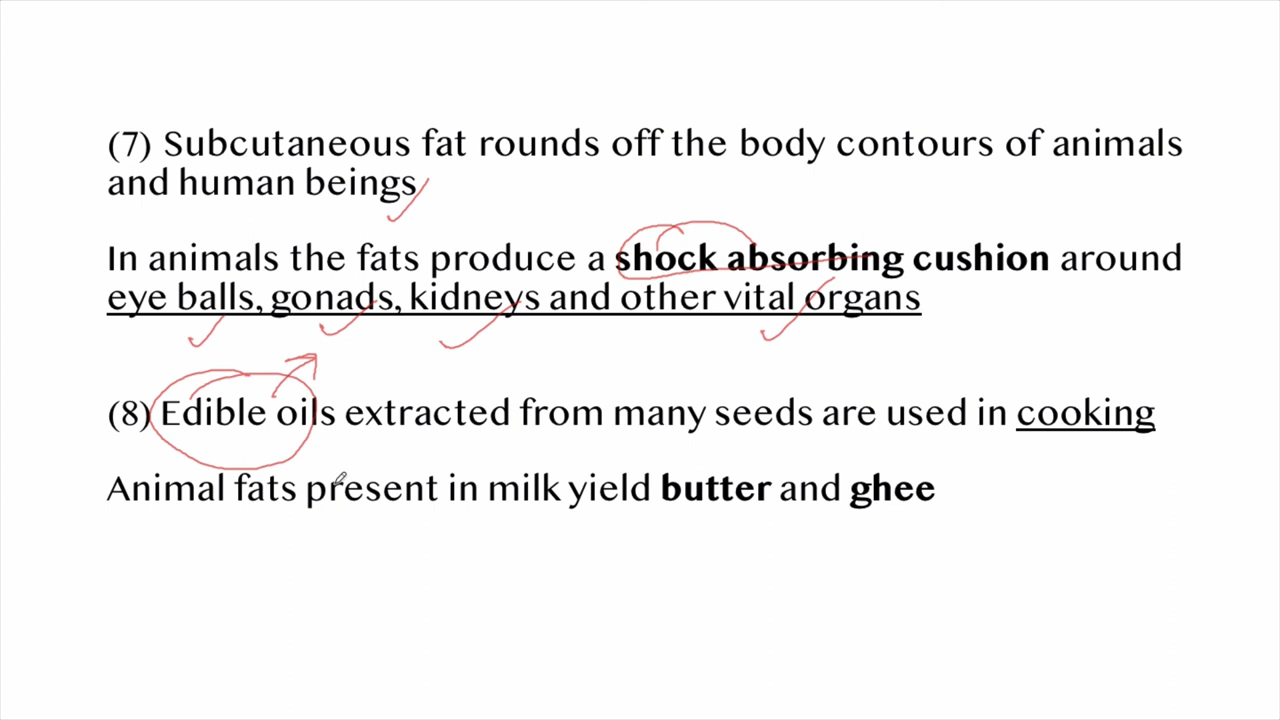 (7) Subcutaneous fat rounds off the body contours of animals
and human beings
In animals the fats produce a shock absorbing cushion around
eye balls, gonads, kidneys and other vital organs
(8) Edible oils extracted from many seeds are used in cooking
Animal fats present in milk yield butter and ghee